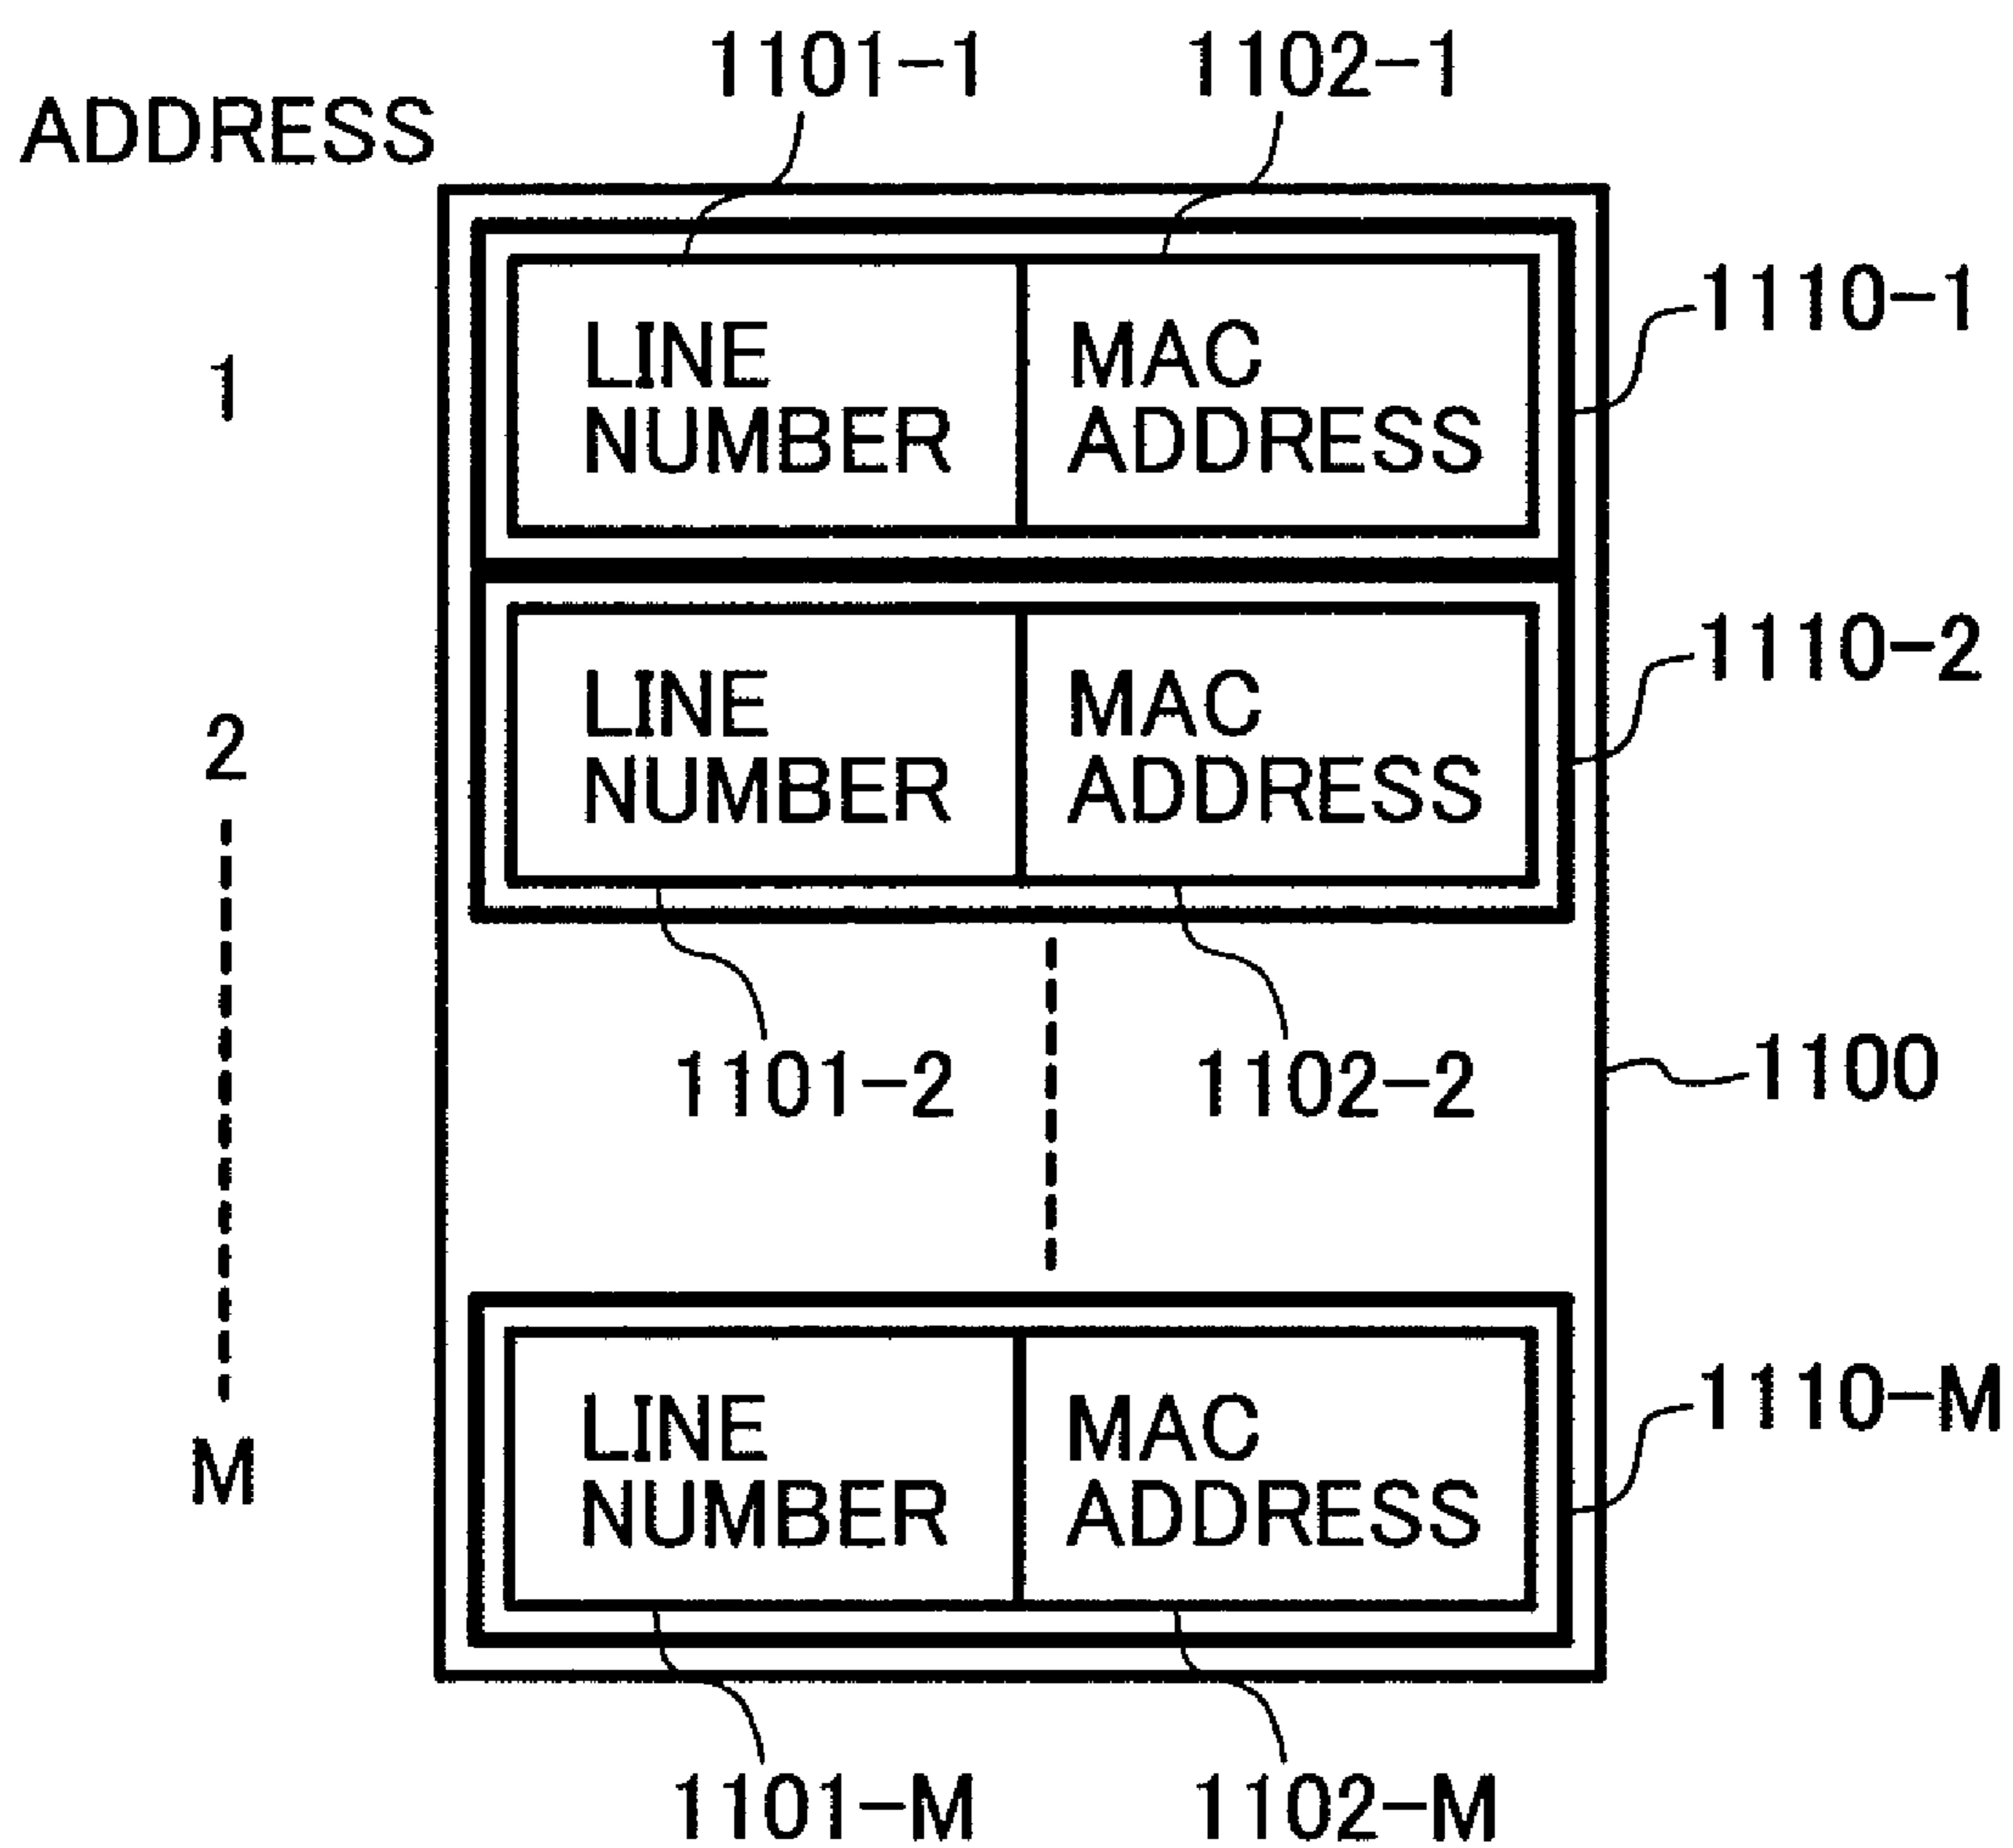 1101-1 1102-1
ADDRESS
1110-1
1
LINE NUMBER
MAC ADDRESS
1110-2
2
LINE NUMBER
MAC ADDRESS
1101-2 1102-2
1100
1110-M
M
LINE NUMBER
MAC ADDRESS
1101-M 1102-M